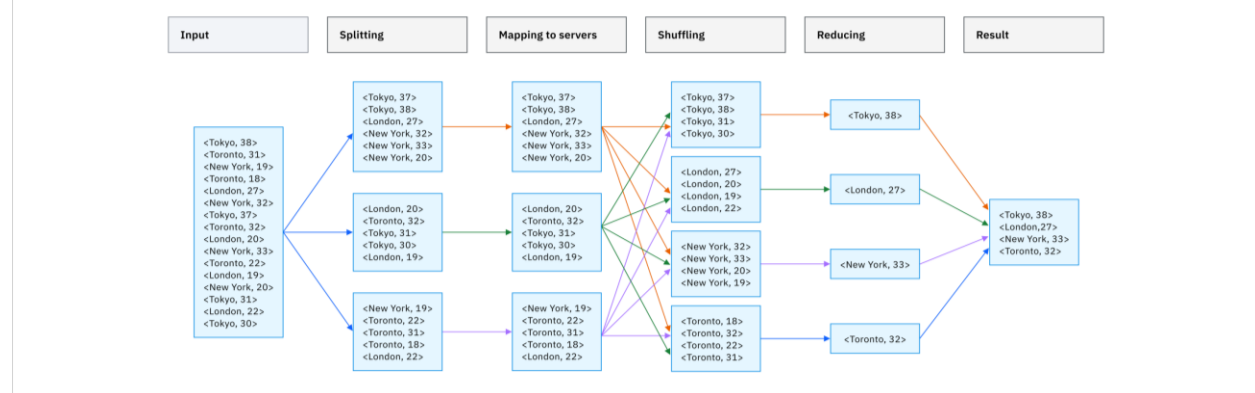 Input
Splitting
Mapping to servers
Shuffling
Reducing
Result
<Tokyo, 38>
<Toronto, 31>
<New York, 19>
<Toronto, 18>
<London, 27>
<New York, 32>
<Tokyo, 37>
<Toronto, 32>
<London, 20>
<New York, 33>
<Toronto, 22>
<London, 19>
<New York, 20>
<Tokyo, 31>
<London, 22>
<Tokyo, 30>
<Tokyo, 37>
<Tokyo, 38>
<London, 27>
<New York, 32>
<New York, 33>
<New York, 20>
<London, 20>
<Toronto, 32>
<Tokyo, 31>
<Tokyo, 30>
<London, 19>
<New York, 19>
<Toronto, 22>
<Toronto, 31>
<Toronto, 18>
<London, 22>
<Tokyo, 37>
<Tokyo, 38>
<London, 27>
<New York, 32>
<New York, 33>
<New York, 20>
<London, 20>
<Toronto, 32>
<Tokyo, 31>
<Tokyo, 30>
<London, 19>
<New York, 19>
<Toronto, 22>
<Toronto, 31>
<Toronto, 18>
<London, 22>
<Tokyo, 37>
<Tokyo, 38>
<Tokyo, 31>
<Tokyo, 30>
<London, 27>
<London, 20>
<London, 19>
<London, 22>
<New York, 32>
<New York, 33>
<New York, 20>
<New York, 19>
<Toronto, 18>
<Toronto, 32>
<Toronto, 22>
<Toronto, 31>
<Tokyo, 38>
<London, 27>
<New York, 33>
<Toronto, 32>
<Tokyo, 38>
<London,27>
<New York, 33>
<Toronto, 32>